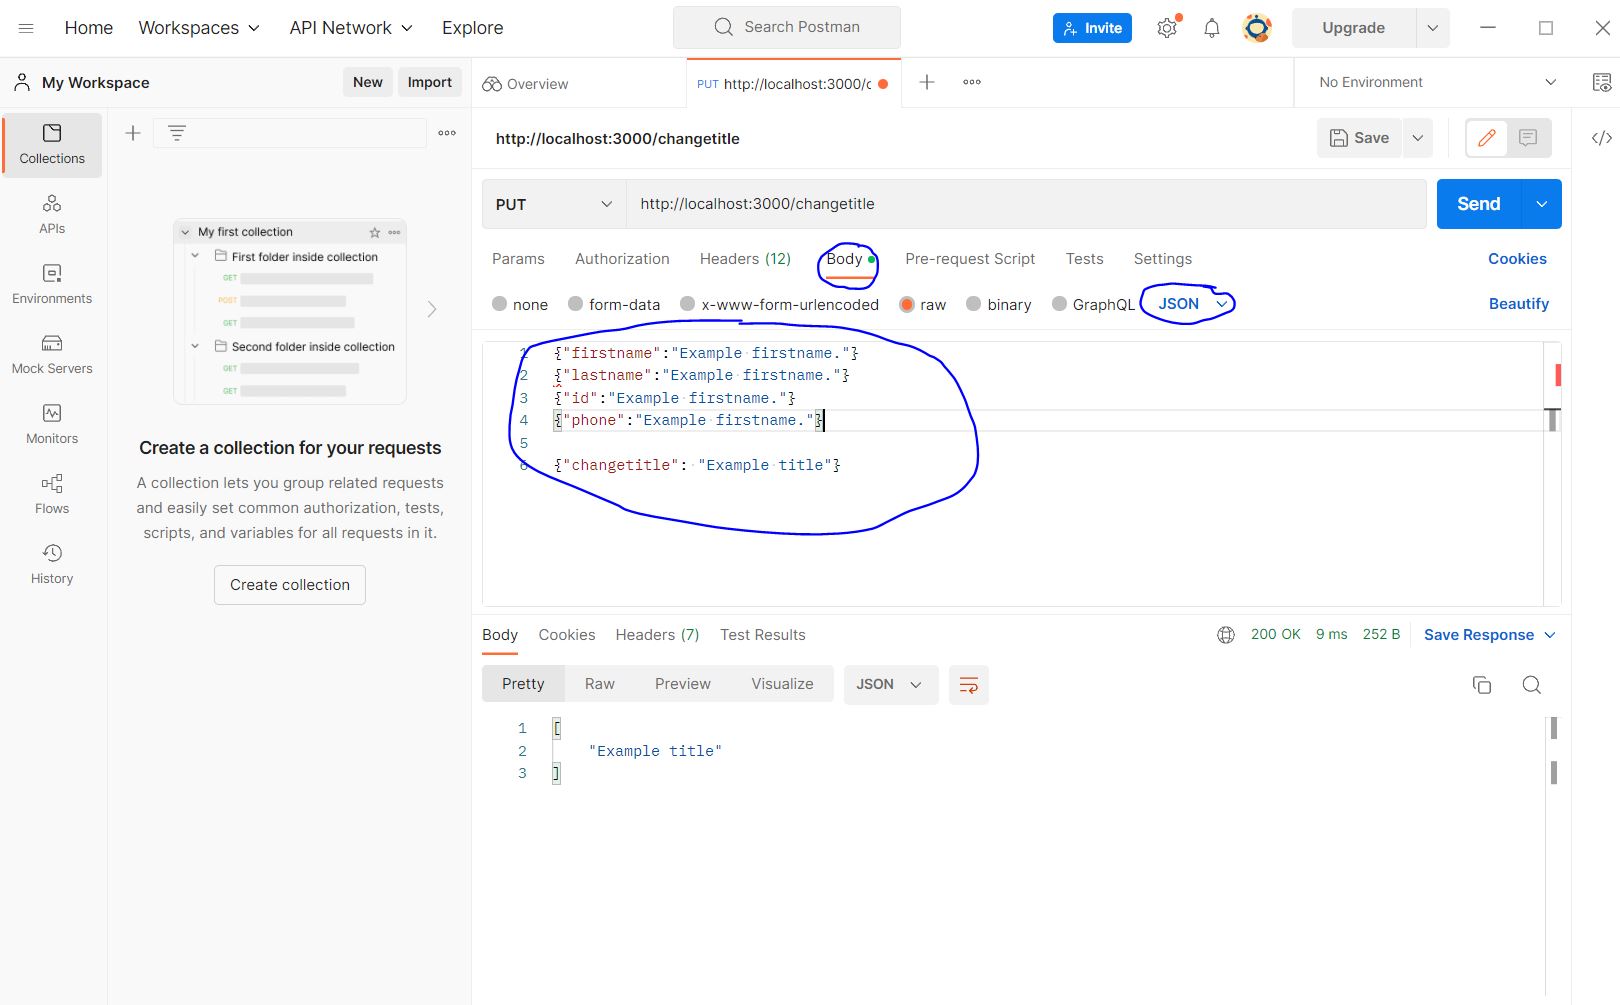 Home Workspaces API Network Explore Search Postman Invite Upgrade
My Workspace New Import Overview PUT http://localhost:3000/c No Environment
Collections
APIs
Environments
Mock Servers
Monitors
Flows
History
My first collection
First folder inside collection
GET
POST
GET
Second folder inside collection
GET
GET
Create a collection for your requests
A collection lets you group related requests
and easily set common authorization, tests,
scripts, and variables for all requests in it.
Create collection
http://localhost:3000/changetitle Save
PUT http://localhost:3000/changetitle Send
Params Authorization Headers (12) Body Pre-request Script Tests Settings Cookies
none form-data x-www-form-urlencoded raw binary GraphQL JSON Beautify
1 {"firstname":"Example firstname."}
2 {"lastname":"Example firstname."}
3 {"id":"Example firstname."}
4 {"phone":"Example firstname."}
5
6 {"changetitle": "Example title"}
Body Cookies Headers (7) Test Results 200 OK 9 ms 252 B Save Response
Pretty Raw Preview Visualize JSON
1 [
2 "Example title"
3 ]